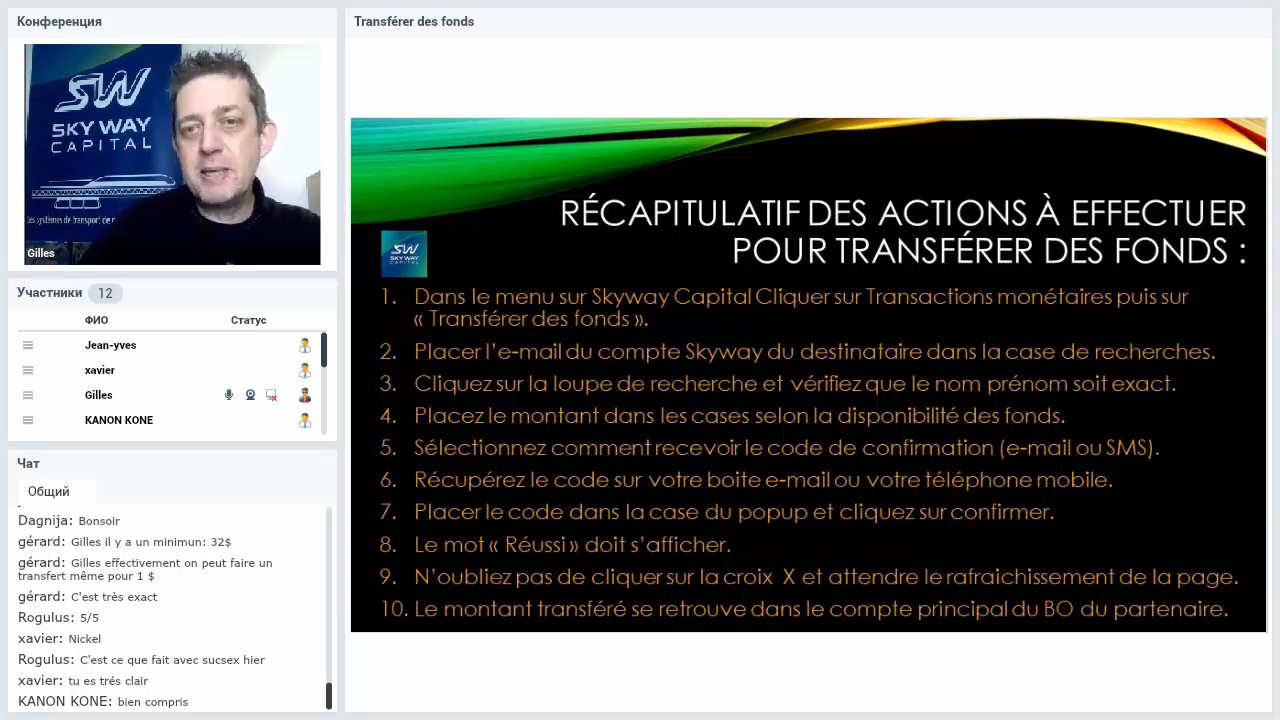 Конференция
SW
SKY WAY
CAPITAL
Gilles
Участники 12
ФИО Статус
Jean-yves
xavier
Gilles
KANON KONE
Чат
Общий
Dagnija: Bonsoir
gérard: Gilles il y a un minimun: 32$
gérard: Gilles effectivement on peut faire un
transfert même pour 1 $
gérard: C'est très exact
Rogulus: 5/5
xavier: Nickel
Rogulus: C'est ce que fait avec sucsex hier
xavier: tu es trés clair
KANON KONE: bien compris
Transférer des fonds
RÉCAPITULATIF DES ACTIONS À EFFECTUER
POUR TRANSFÉRER DES FONDS :
SW
SKY WAY
CAPITAL
1. Dans le menu sur Skyway Capital Cliquer sur Transactions monétaires puis sur
« Transférer des fonds ».
2. Placer l'e-mail du compte Skyway du destinataire dans la case de recherches.
3. Cliquez sur la loupe de recherche et vérifiez que le nom prénom soit exact.
4. Placez le montant dans les cases selon la disponibilité des fonds.
5. Sélectionnez comment recevoir le code de confirmation (e-mail ou SMS).
6. Récupérez le code sur votre boite e-mail ou votre téléphone mobile.
7. Placer le code dans la case du popup et cliquez sur confirmer.
8. Le mot « Réussi » doit s'afficher.
9. N'oubliez pas de cliquer sur la croix X et attendre le rafraichissement de la page.
10. Le montant transféré se retrouve dans le compte principal du BO du partenaire.